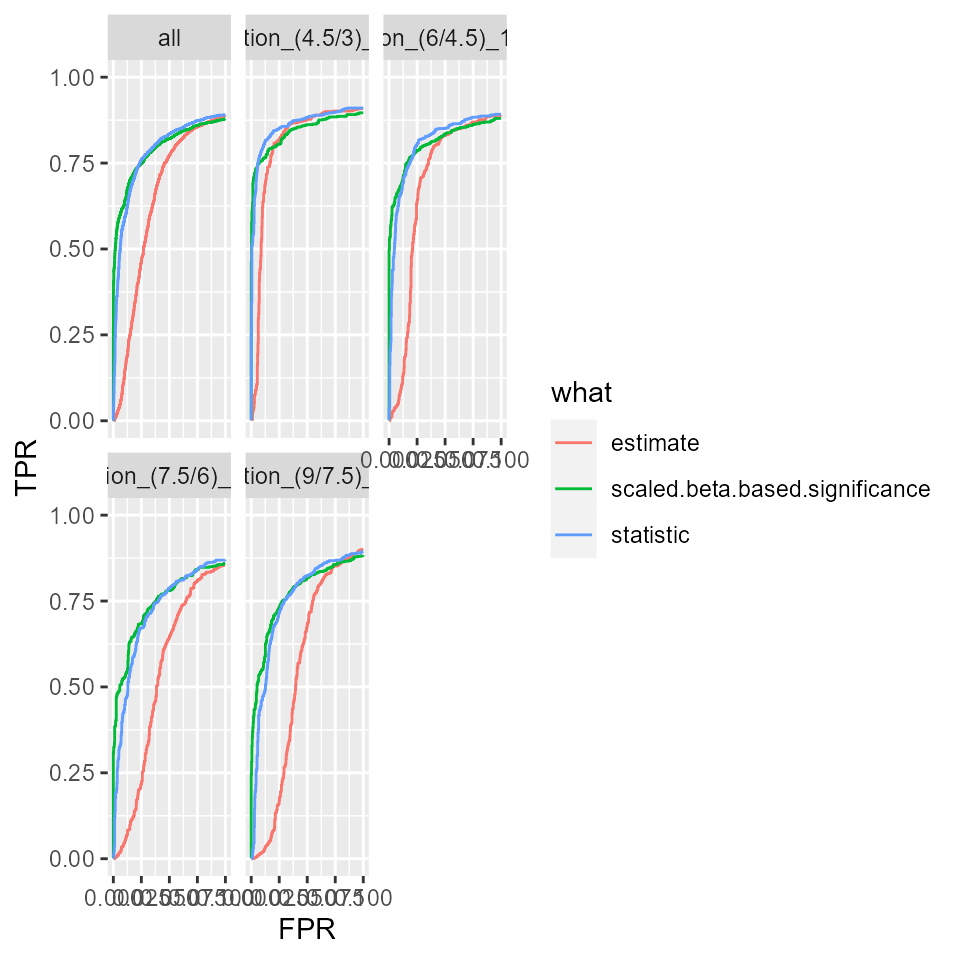 all
tion_(4.5/3)_
on_(6/4.5)_1
1.00
0.75
0.50
0.25
0.00
TPR
what
estimate
scaled.beta.based.significance
statistic
ion_(7.5/6)_
tion_(9/7.5)_
1.00
0.75
0.50
0.25
0.00
FPR